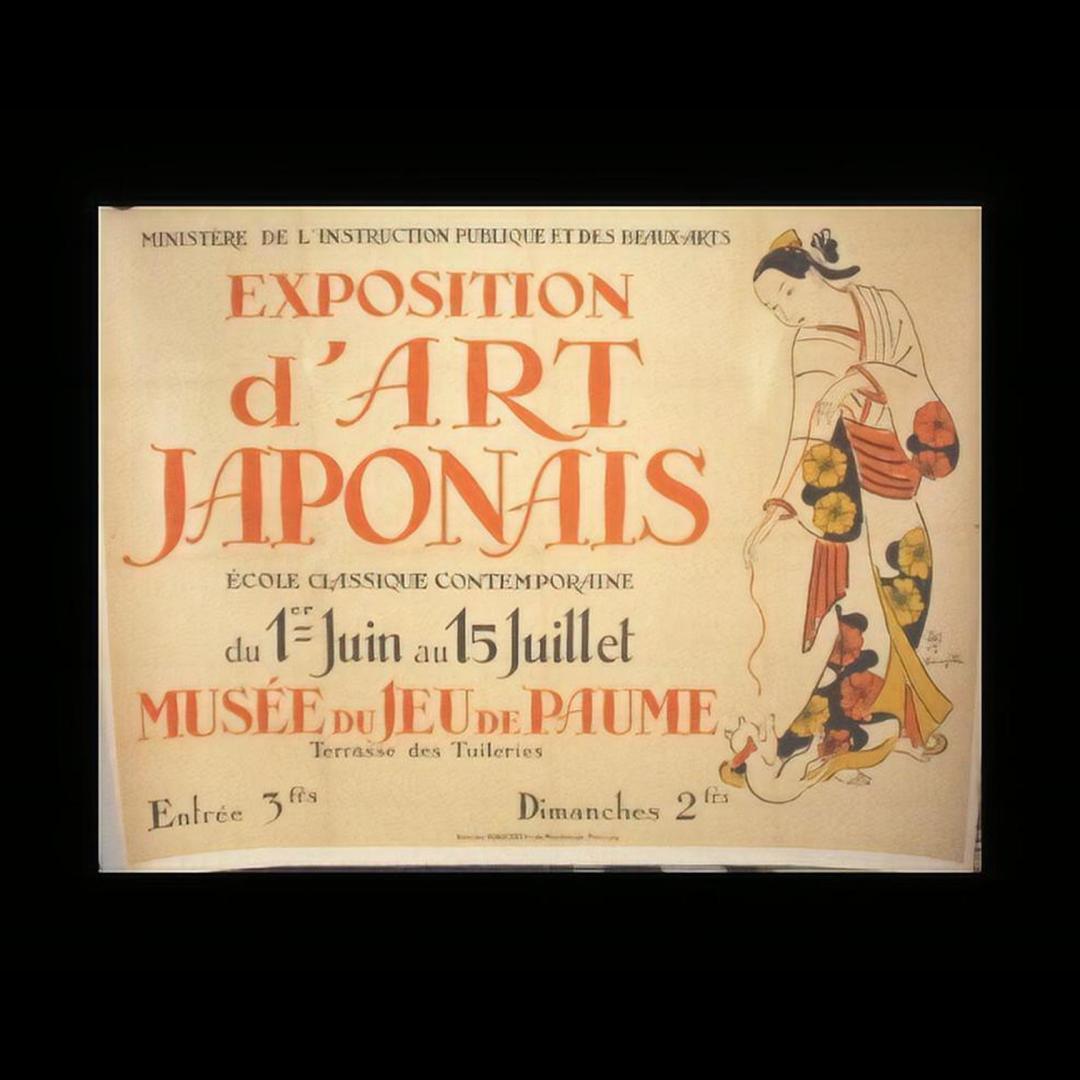 MINISTÈRE DE L'INSTRUCTION PUBLIQUE ET DES BEAUX-ARTS
EXPOSITION
d'ART
JAPONAIS
ÉCOLE CLASSIQUE CONTEMPORAINE
du 1er Juin au 15 Juillet
MUSÉE DU JEU DE PAUME
Terrasse des Tuileries
Entrée 3 frs Dimanches 2 frs